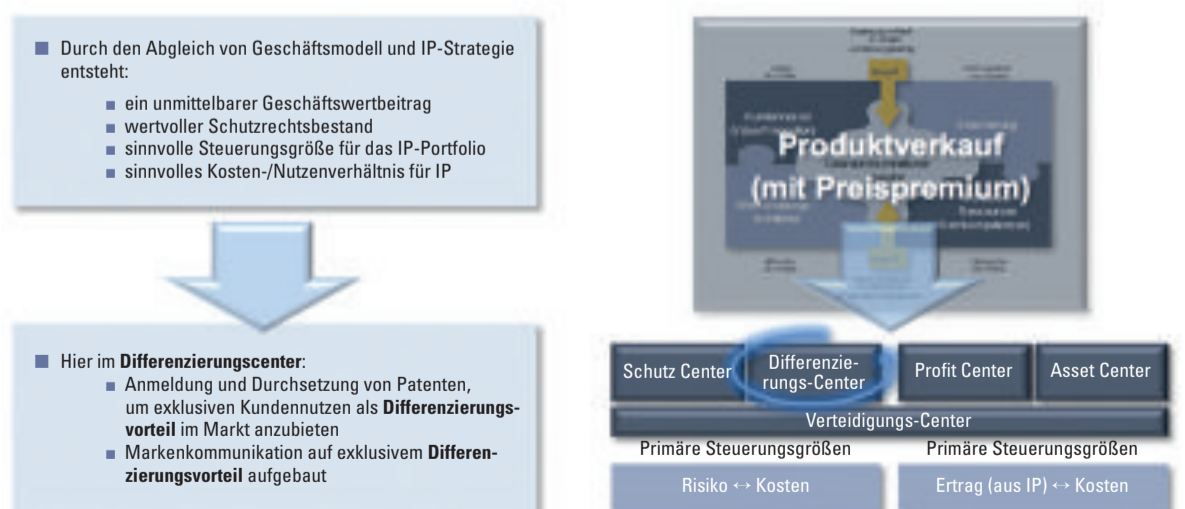 Durch den Abgleich von Geschäftsmodell und IP-Strategie
entsteht:
ein unmittelbarer Geschäftswertbeitrag
wertvoller Schutzrechtsbestand
sinnvolle Steuerungsgröße für das IP-Portfolio
sinnvolles Kosten-/Nutzenverhältnis für IP
Hier im Differenzierungscenter:
Anmeldung und Durchsetzung von Patenten,
um exklusiven Kundennutzen als Differenzierungs-
vorteil im Markt anzubieten
Markenkommunikation auf exklusivem Differen-
zierungsvorteil aufgebaut
Produktverkauf
(mit Preispremium)
Schutz Center
Differenzie-
rungs-Center
Profit Center
Asset Center
Verteidigungs-Center
Primäre Steuerungsgrößen
Primäre Steuerungsgrößen
Risiko ↔ Kosten
Ertrag (aus IP) ↔ Kosten